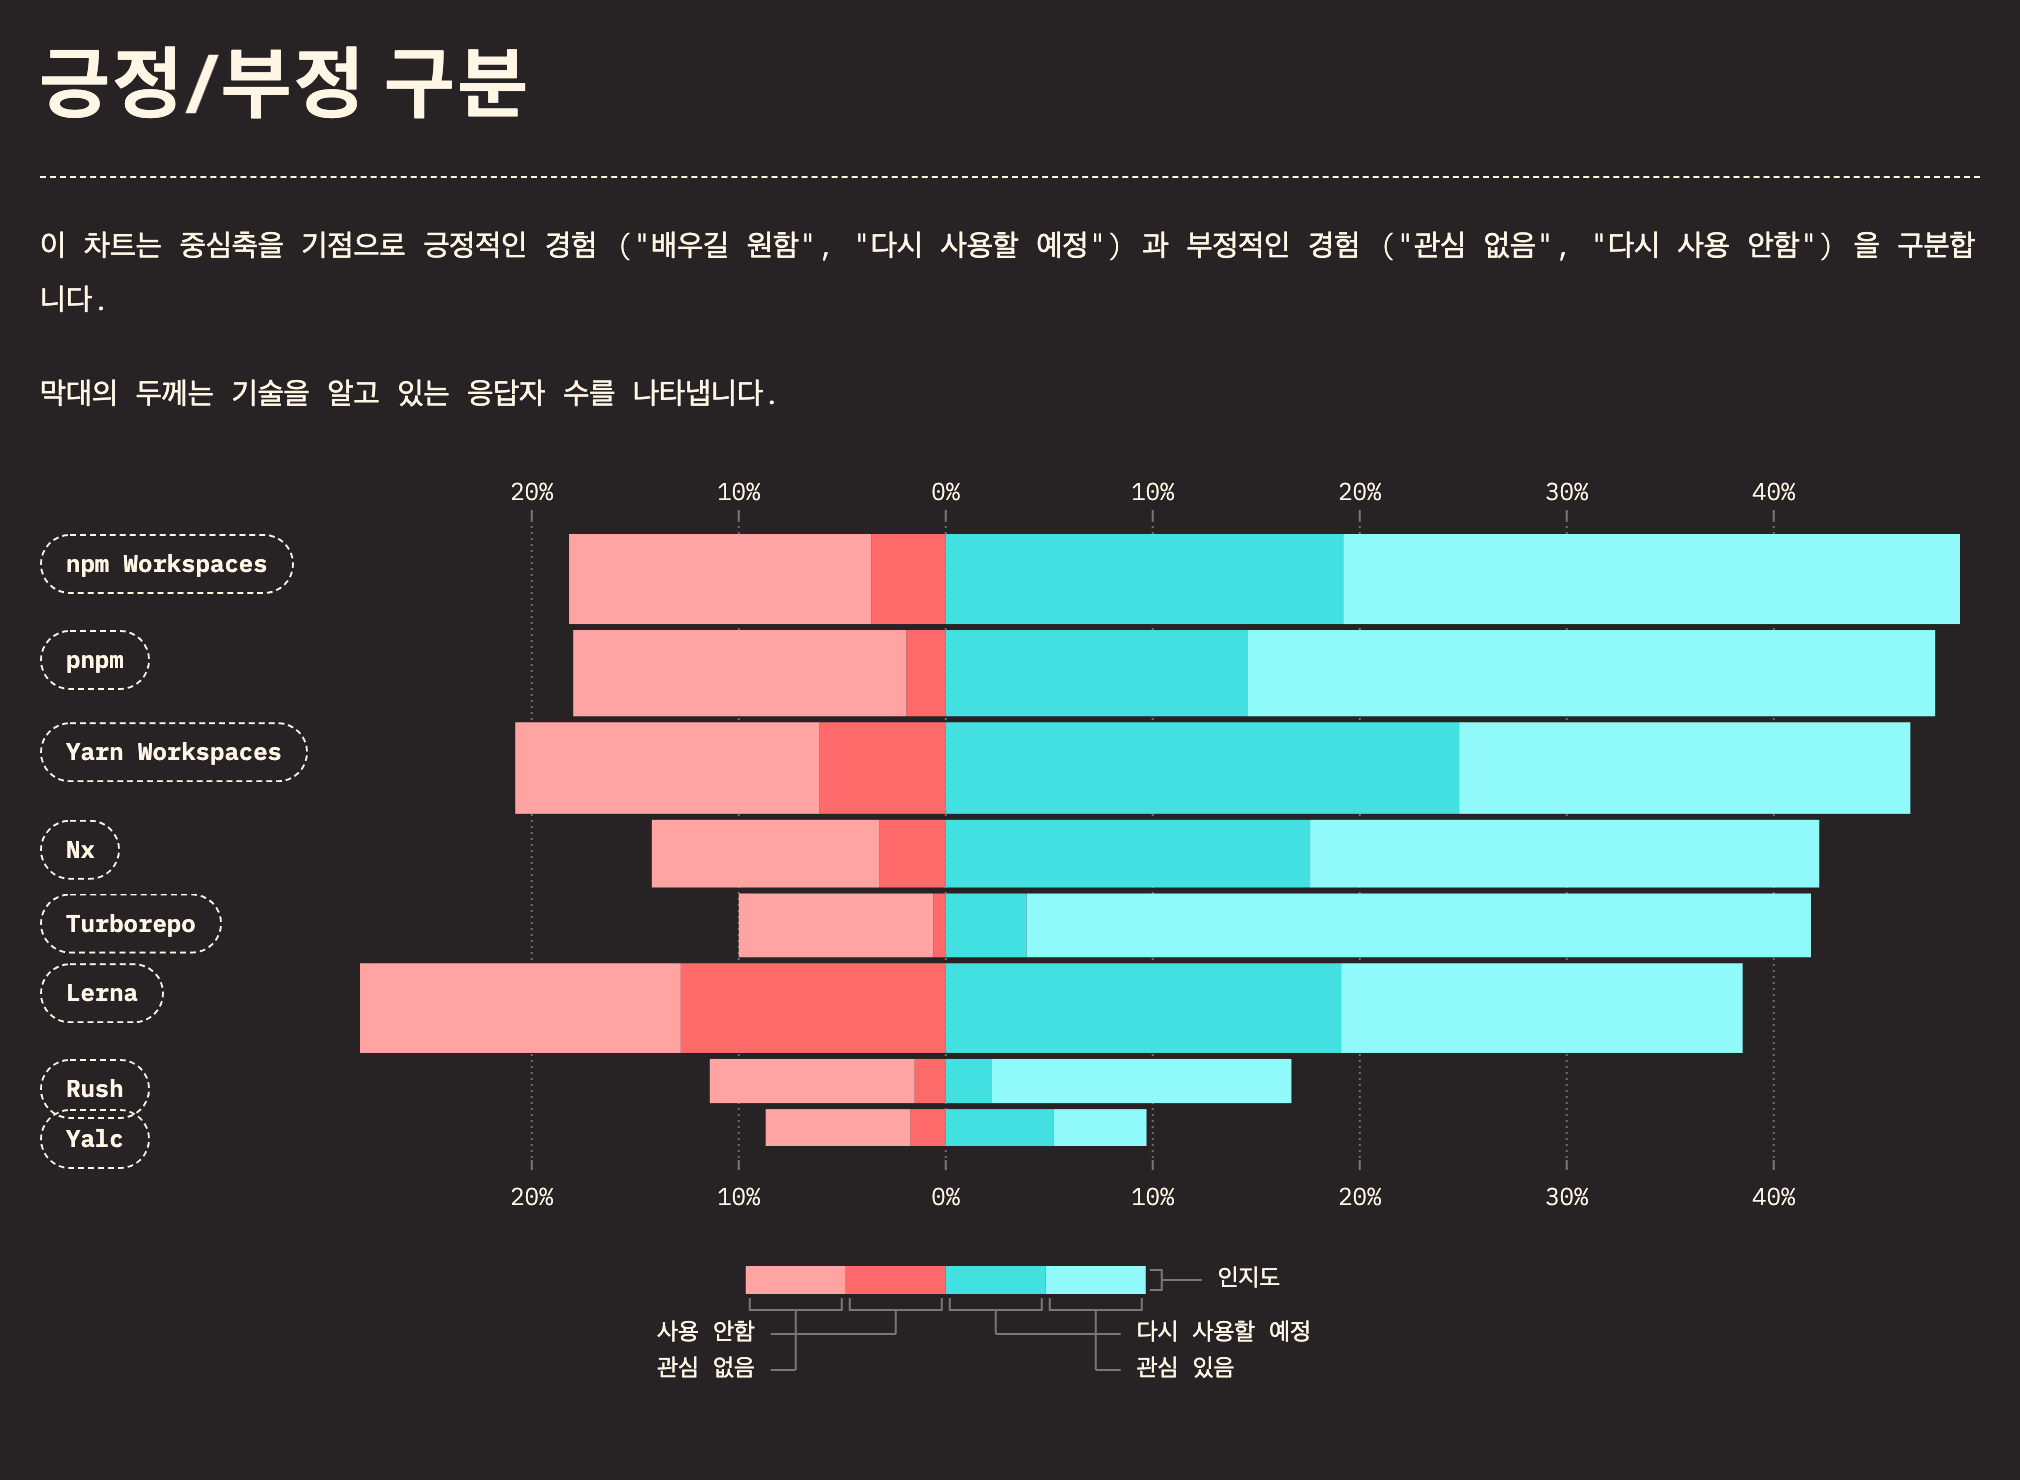 긍정/부정 구분
이 차트는 중심축을 기점으로 긍정적인 경험 ("배우길 원함", "다시 사용할 예정") 과 부정적인 경험 ("관심 없음", "다시 사용 안함") 을 구분합
니다.
막대의 두께는 기술을 알고 있는 응답자 수를 나타냅니다.
20% 10% 0% 10% 20% 30% 40%
npm Workspaces
pnpm
Yarn Workspaces
Nx
Turborepo
Lerna
Rush
Yalc
20% 10% 0% 10% 20% 30% 40%
인지도
사용 안함 다시 사용할 예정
관심 없음 관심 있음